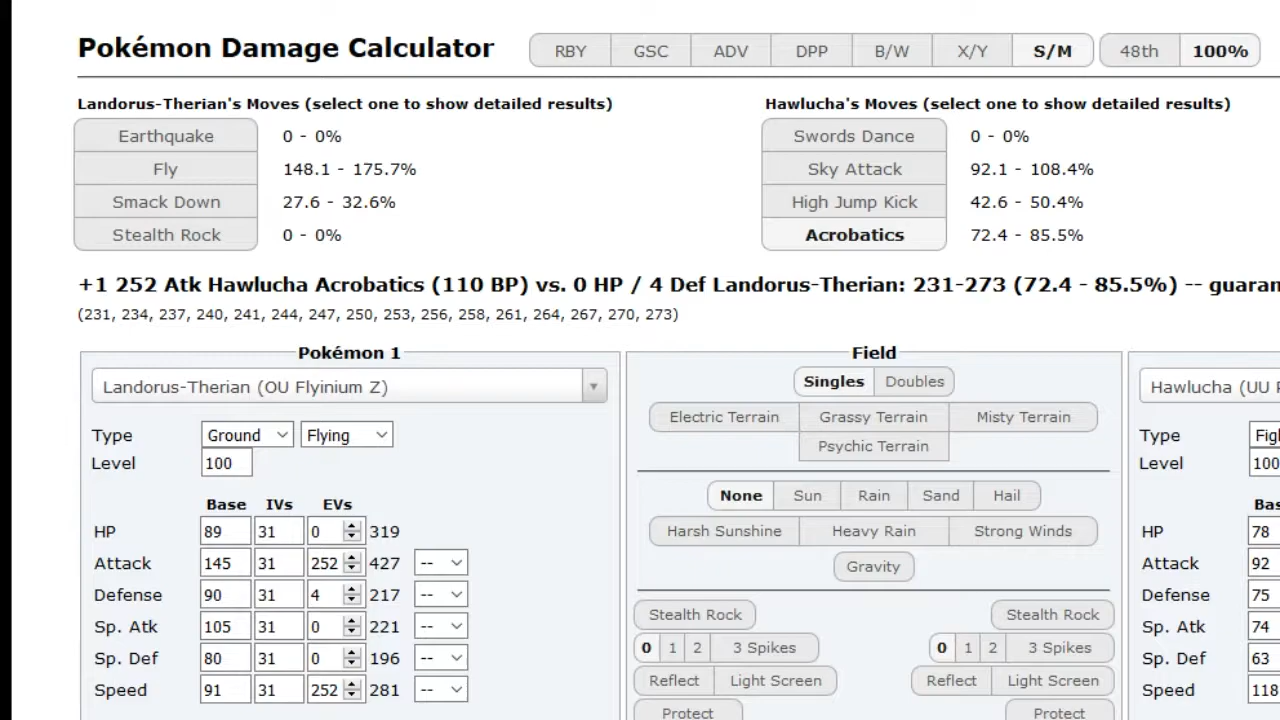 Pokémon Damage Calculator RBY GSC ADV DPP B/W X/Y S/M 48th 100%
Landorus-Therian's Moves (select one to show detailed results) Hawlucha's Moves (select one to show detailed results)
Earthquake 0 - 0% Swords Dance 0 - 0%
Fly 148.1 - 175.7% Sky Attack 92.1 - 108.4%
Smack Down 27.6 - 32.6% High Jump Kick 42.6 - 50.4%
Stealth Rock 0 - 0% Acrobatics 72.4 - 85.5%
+1 252 Atk Hawlucha Acrobatics (110 BP) vs. 0 HP / 4 Def Landorus-Therian: 231-273 (72.4 - 85.5%) -- guaran
(231, 234, 237, 240, 241, 244, 247, 250, 253, 256, 258, 261, 264, 267, 270, 273)
Pokémon 1
Landorus-Therian (OU Flyinium Z)
Type Ground Flying
Level 100
Base IVs EVs
HP 89 31 0 319
Attack 145 31 252 427 --
Defense 90 31 4 217 --
Sp. Atk 105 31 0 221 --
Sp. Def 80 31 0 196 --
Speed 91 31 252 281 --
Field
Singles Doubles
Electric Terrain Grassy Terrain Misty Terrain
Psychic Terrain
None Sun Rain Sand Hail
Harsh Sunshine Heavy Rain Strong Winds
Gravity
Stealth Rock Stealth Rock
0 1 2 3 Spikes 0 1 2 3 Spikes
Reflect Light Screen Reflect Light Screen
Protect Protect
Hawlucha (UU
Type Figh
Level 100
Bas
HP 78
Attack 92
Defense 75
Sp. Atk 74
Sp. Def 63
Speed 118